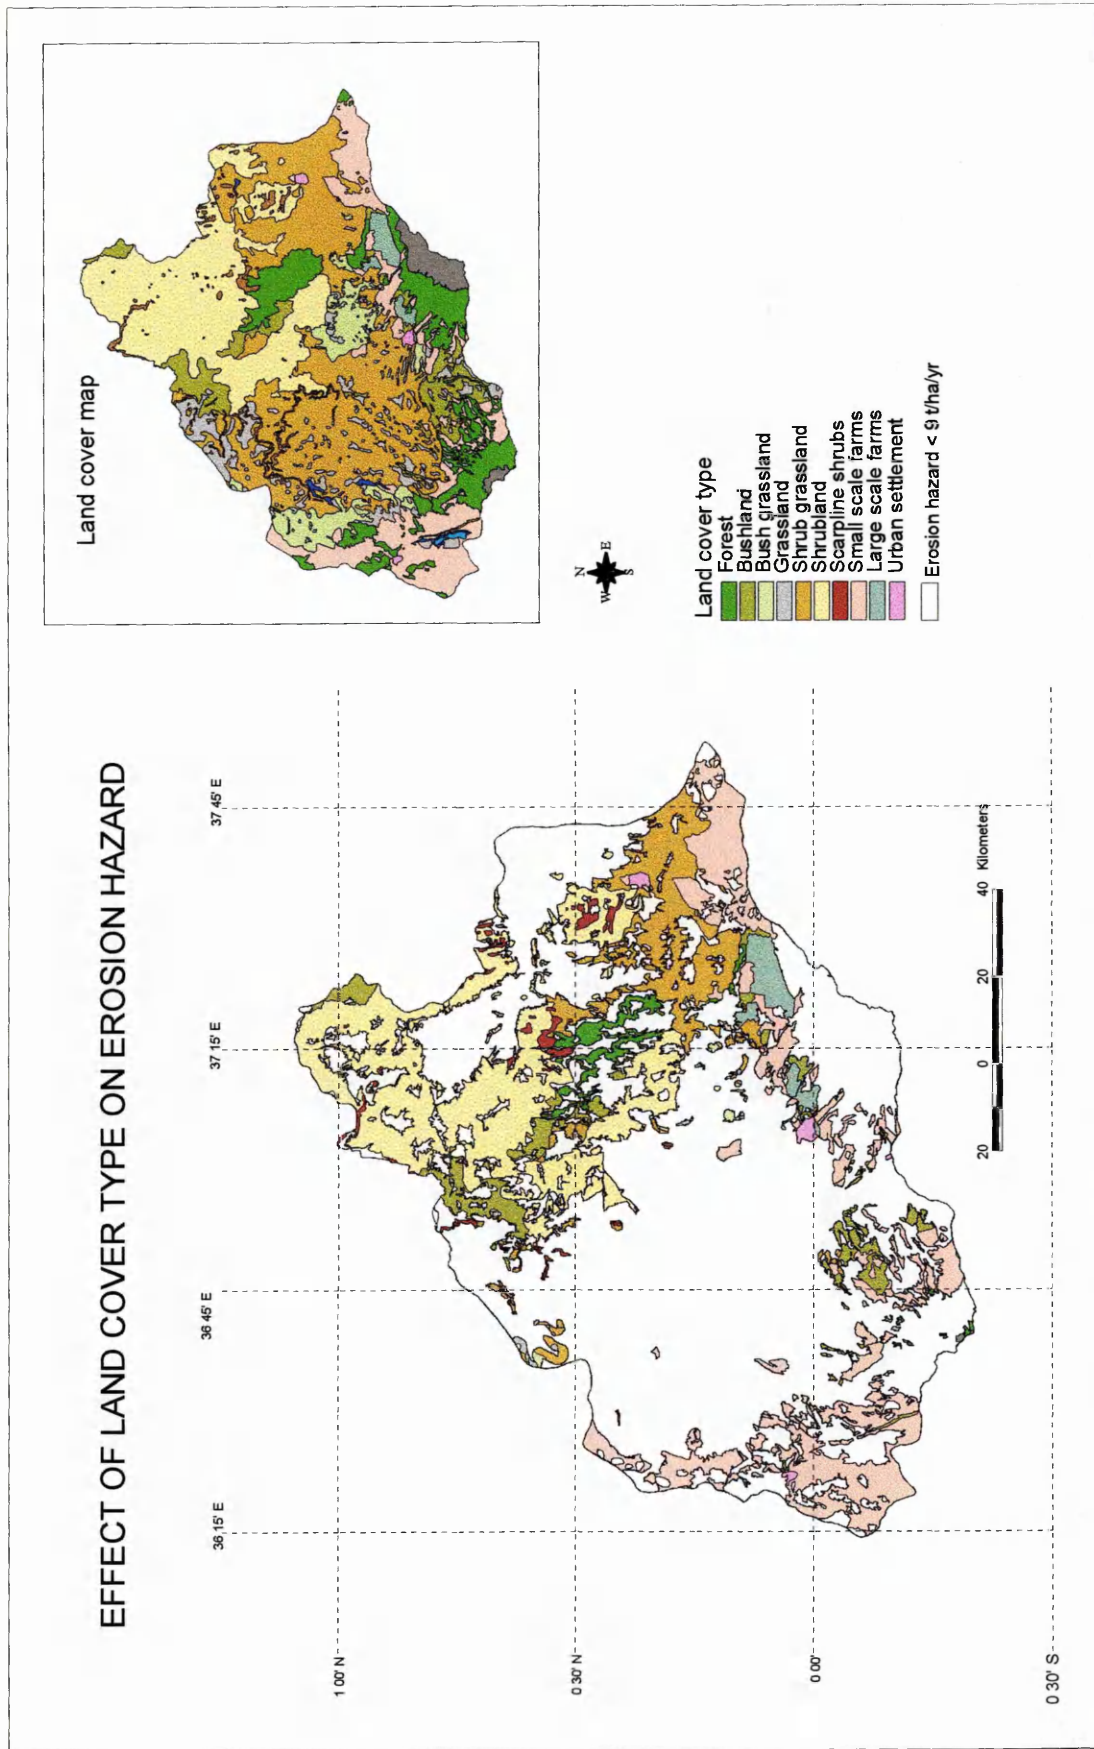 EFFECT OF LAND COVER TYPE ON EROSION HAZARD
Land cover map
36 15' E
36 45' E
37 15' E
37 45' E
1 00' N
0 30' N
0 00'
0 30' S
N
W
E
S
Land cover type
Forest
Bushland
Bush grassland
Grassland
Shrub grassland
Shrubland
Scarpline shrubs
Small scale farms
Large scale farms
Urban settlement
Erosion hazard < 9 t/ha/yr
20 0 20 40 Kilometers